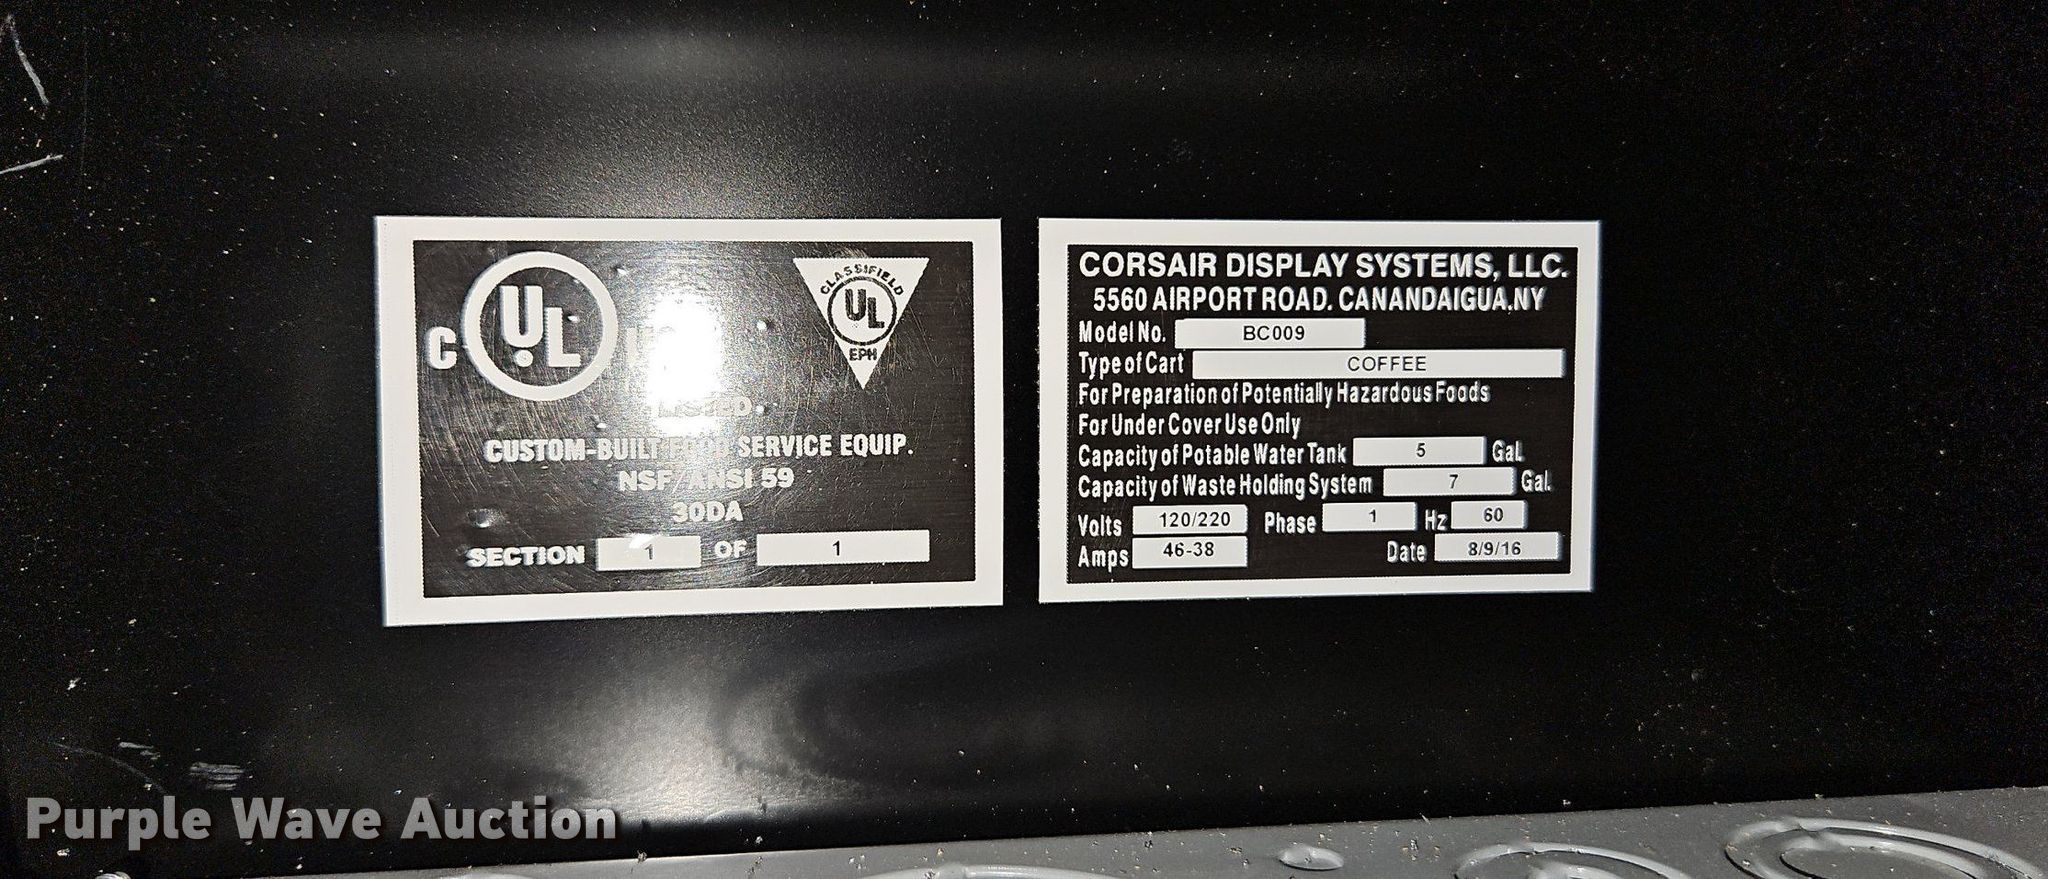 C UL US
LISTED
CLASSIFIED
UL
EPH
CUSTOM-BUILT FOOD SERVICE EQUIP.
NSF/ANSI 59
30DA
SECTION 1 OF 1
CORSAIR DISPLAY SYSTEMS, LLC.
5560 AIRPORT ROAD. CANANDAIGUA,NY
Model No. BC009
Type of Cart COFFEE
For Preparation of Potentially Hazardous Foods
For Under Cover Use Only
Capacity of Potable Water Tank 5 Gal.
Capacity of Waste Holding System 7 Gal.
Volts 120/220 Phase 1 Hz 60
Amps 46-38 Date 8/9/16
Purple Wave Auction